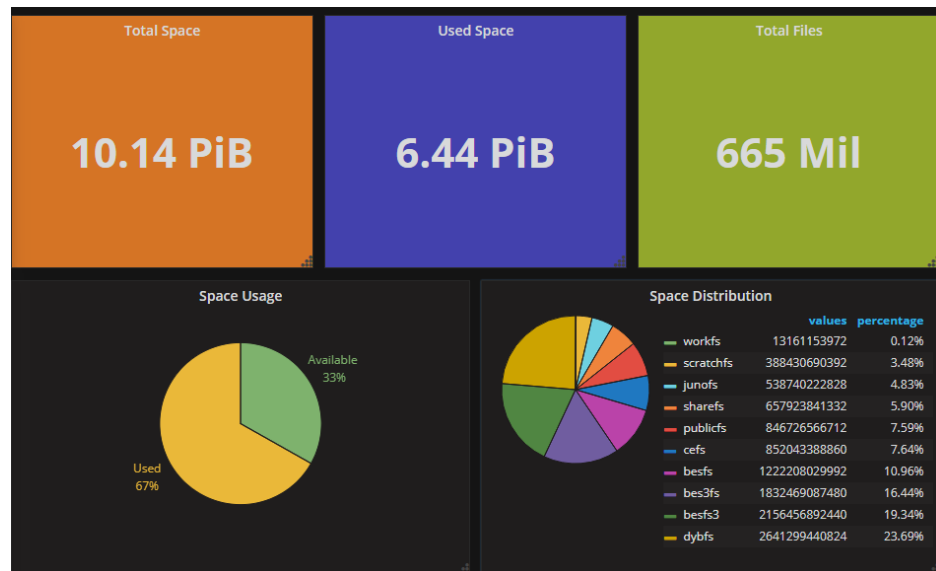 Total Space
Used Space
Total Files
10.14 PiB
6.44 PiB
665 Mil
Space Usage
Available
33%
Used
67%
Space Distribution
values percentage
workfs 13161153972 0.12%
scratchfs 388430690392 3.48%
junofs 538740222828 4.83%
sharefs 657923841332 5.90%
publicfs 846726566712 7.59%
cefs 852043388860 7.64%
besfs 1222208029992 10.96%
bes3fs 1832469087480 16.44%
besfs3 2156456892440 19.34%
dybfs 2641299440824 23.69%